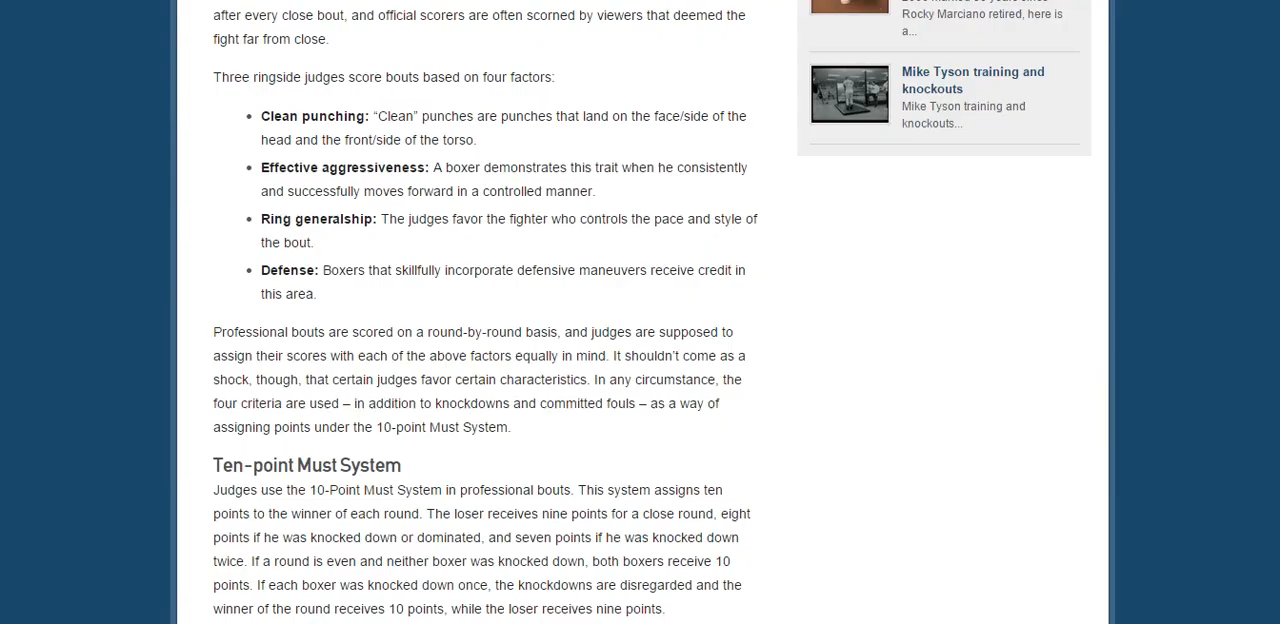 after every close bout, and official scorers are often scorned by viewers that deemed the
fight far from close.
Three ringside judges score bouts based on four factors:
• Clean punching: “Clean” punches are punches that land on the face/side of the
head and the front/side of the torso.
• Effective aggressiveness: A boxer demonstrates this trait when he consistently
and successfully moves forward in a controlled manner.
• Ring generalship: The judges favor the fighter who controls the pace and style of
the bout.
• Defense: Boxers that skillfully incorporate defensive maneuvers receive credit in
this area.
Professional bouts are scored on a round-by-round basis, and judges are supposed to
assign their scores with each of the above factors equally in mind. It shouldn’t come as a
shock, though, that certain judges favor certain characteristics. In any circumstance, the
four criteria are used – in addition to knockdowns and committed fouls – as a way of
assigning points under the 10-point Must System.
Ten-point Must System
Judges use the 10-Point Must System in professional bouts. This system assigns ten
points to the winner of each round. The loser receives nine points for a close round, eight
points if he was knocked down or dominated, and seven points if he was knocked down
twice. If a round is even and neither boxer was knocked down, both boxers receive 10
points. If each boxer was knocked down once, the knockdowns are disregarded and the
winner of the round receives 10 points, while the loser receives nine points.
Rocky Marciano retired, here is
a...
Mike Tyson training and
knockouts
Mike Tyson training and
knockouts...